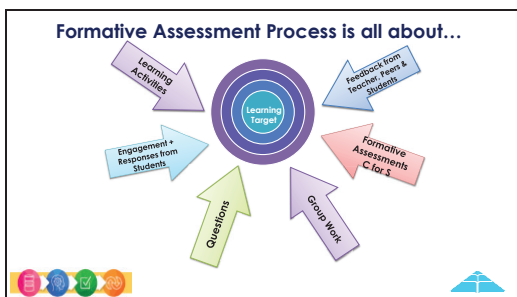 Formative Assessment Process is all about…
Learning
Activities
Feedback from
Teacher, Peers &
Students
Learning
Target
Engagement +
Responses from
Students
Formative
Assessments
C for S
Questions
Group Work